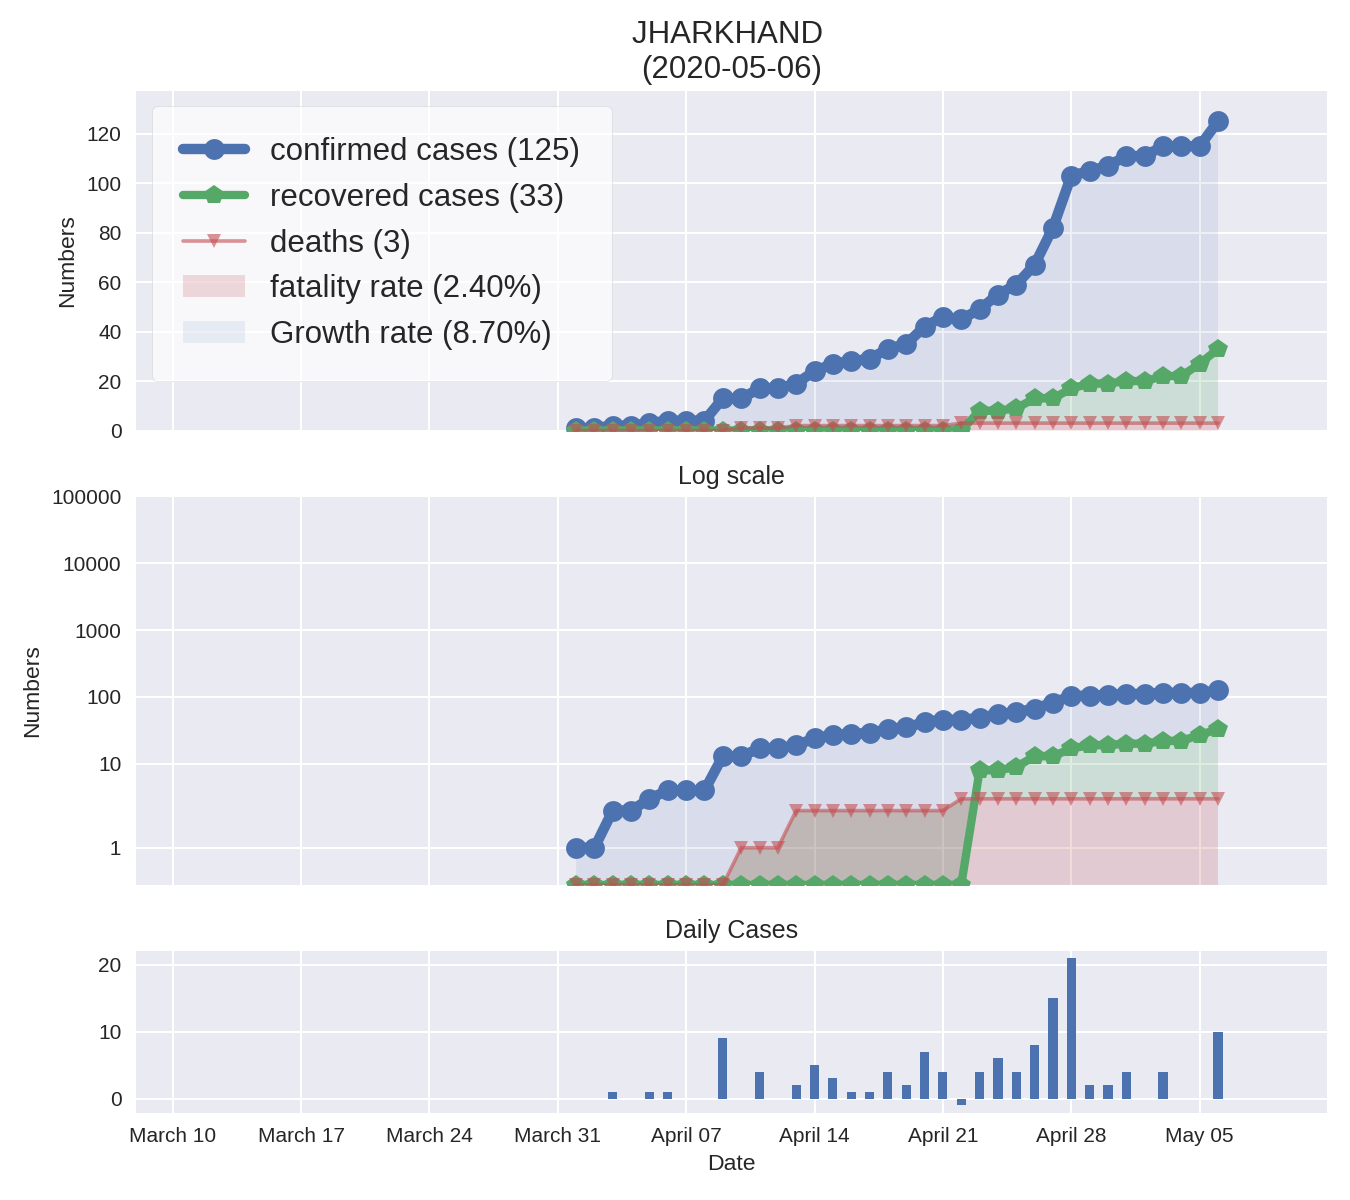 JHARKHAND
(2020-05-06)
120
100
80
60
40
20
0
Numbers
confirmed cases (125)
recovered cases (33)
deaths (3)
fatality rate (2.40%)
Growth rate (8.70%)
Log scale
100000
10000
1000
100
10
1
Numbers
Daily Cases
20
10
0
March 10 March 17 March 24 March 31 April 07 April 14 April 21 April 28 May 05
Date